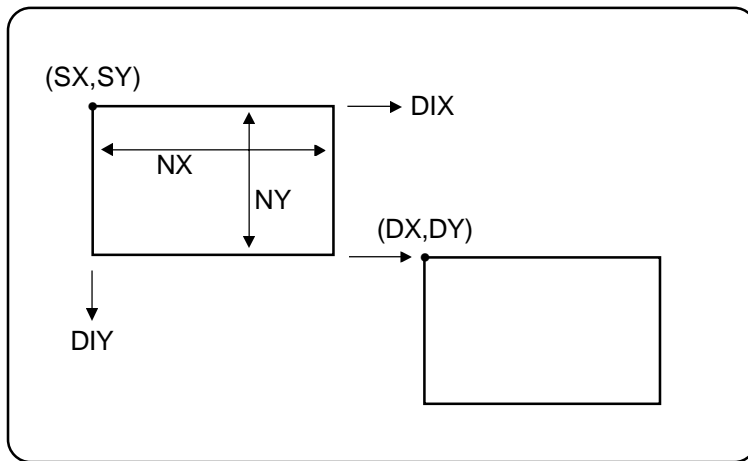 (SX,SY)
DIX
NX
NY
(DX,DY)
DIY